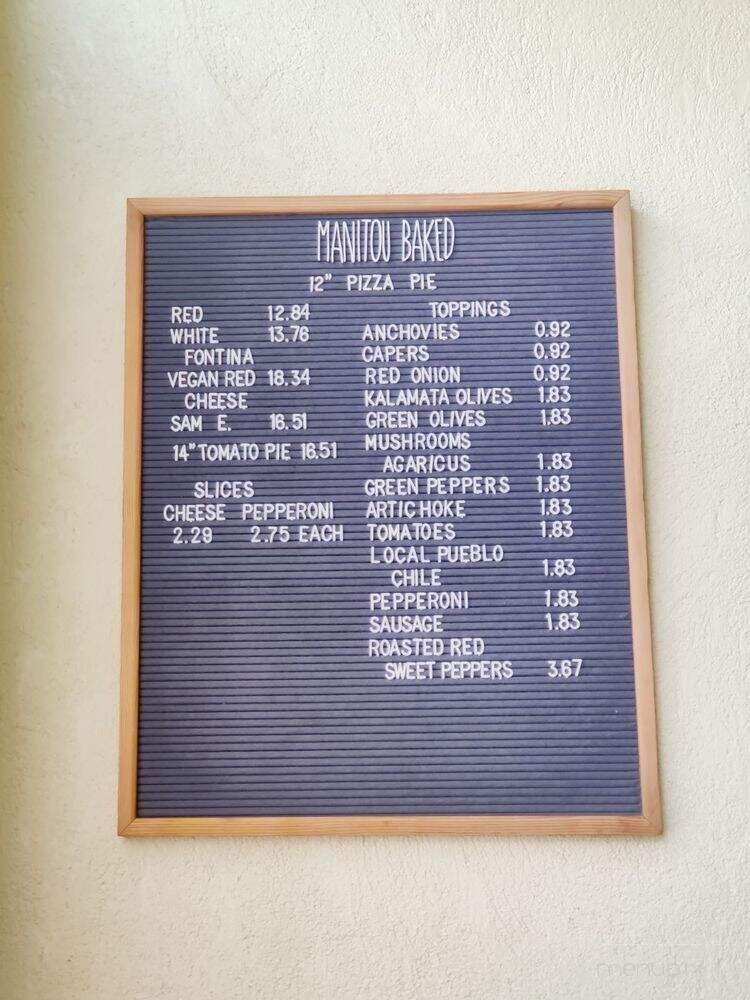 MANITOU BAKED
12" PIZZA PIE
RED 12.84
WHITE 13.76
FONTINA
VEGAN RED 18.34
CHEESE
SAM E. 16.51
14" TOMATO PIE 16.51
SLICES
CHEESE PEPPERONI
2.29 2.75 EACH
TOPPINGS
ANCHOVIES 0.92
CAPERS 0.92
RED ONION 0.92
KALAMATA OLIVES 1.83
GREEN OLIVES 1.83
MUSHROOMS
AGARICUS 1.83
GREEN PEPPERS 1.83
ARTICHOKE 1.83
TOMATOES 1.83
LOCAL PUEBLO
CHILE 1.83
PEPPERONI 1.83
SAUSAGE 1.83
ROASTED RED
SWEET PEPPERS 3.67